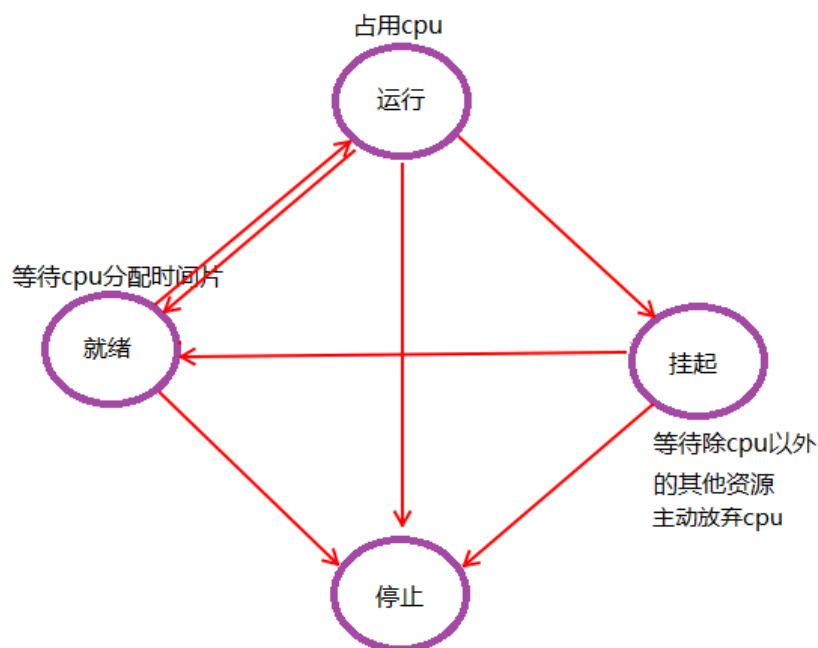 占用cpu
运行
等待cpu分配时间片
就绪
挂起
等待除cpu以外
的其他资源
主动放弃cpu
停止